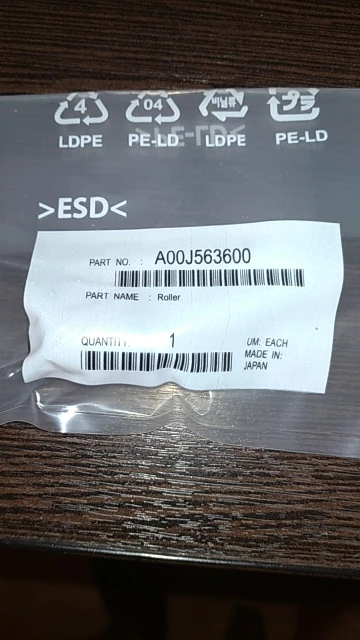 4 04
LDPE PE-LD LDPE PE-LD
>ESD<
PART NO. : A00J563600
PART NAME : Roller
QUANTITY: 1 UM: EACH
MADE IN:
JAPAN